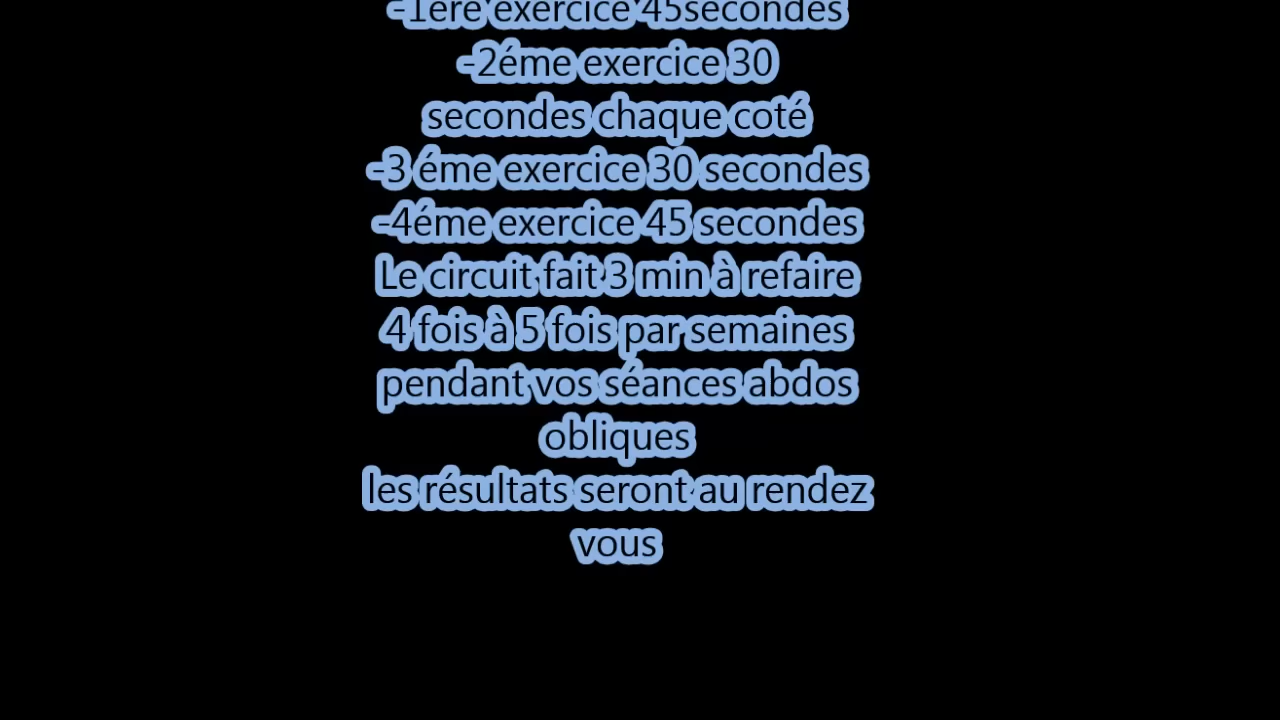 -1ère exercice 45secondes
-2éme exercice 30
secondes chaque coté
-3 éme exercice 30 secondes
-4éme exercice 45 secondes
Le circuit fait 3 min à refaire
4 fois à 5 fois par semaines
pendant vos séances abdos
obliques
les résultats seront au rendez
vous